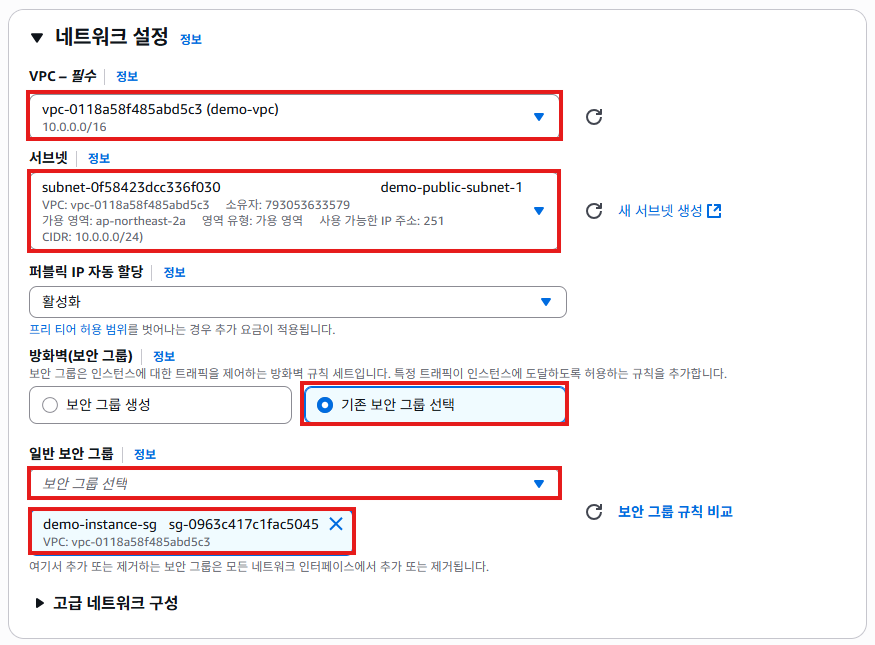 네트워크 설정 정보
VPC – 필수 정보
vpc-0118a58f485abd5c3 (demo-vpc)
10.0.0.0/16
서브넷 정보
subnet-0f58423dcc336f030 demo-public-subnet-1
VPC: vpc-0118a58f485abd5c3 소유자: 793053633579
가용 영역: ap-northeast-2a 영역 유형: 가용 영역 사용 가능한 IP 주소: 251
CIDR: 10.0.0.0/24)
새 서브넷 생성
퍼블릭 IP 자동 할당 정보
활성화
프리 티어 허용 범위를 벗어나는 경우 추가 요금이 적용됩니다.
방화벽(보안 그룹) 정보
보안 그룹은 인스턴스에 대한 트래픽을 제어하는 방화벽 규칙 세트입니다. 특정 트래픽이 인스턴스에 도달하도록 허용하는 규칙을 추가합니다.
보안 그룹 생성 기존 보안 그룹 선택
일반 보안 그룹 정보
보안 그룹 선택
demo-instance-sg sg-0963c417c1fac5045
VPC: vpc-0118a58f485abd5c3
보안 그룹 규칙 비교
여기서 추가 또는 제거하는 보안 그룹은 모든 네트워크 인터페이스에서 추가 또는 제거됩니다.
고급 네트워크 구성